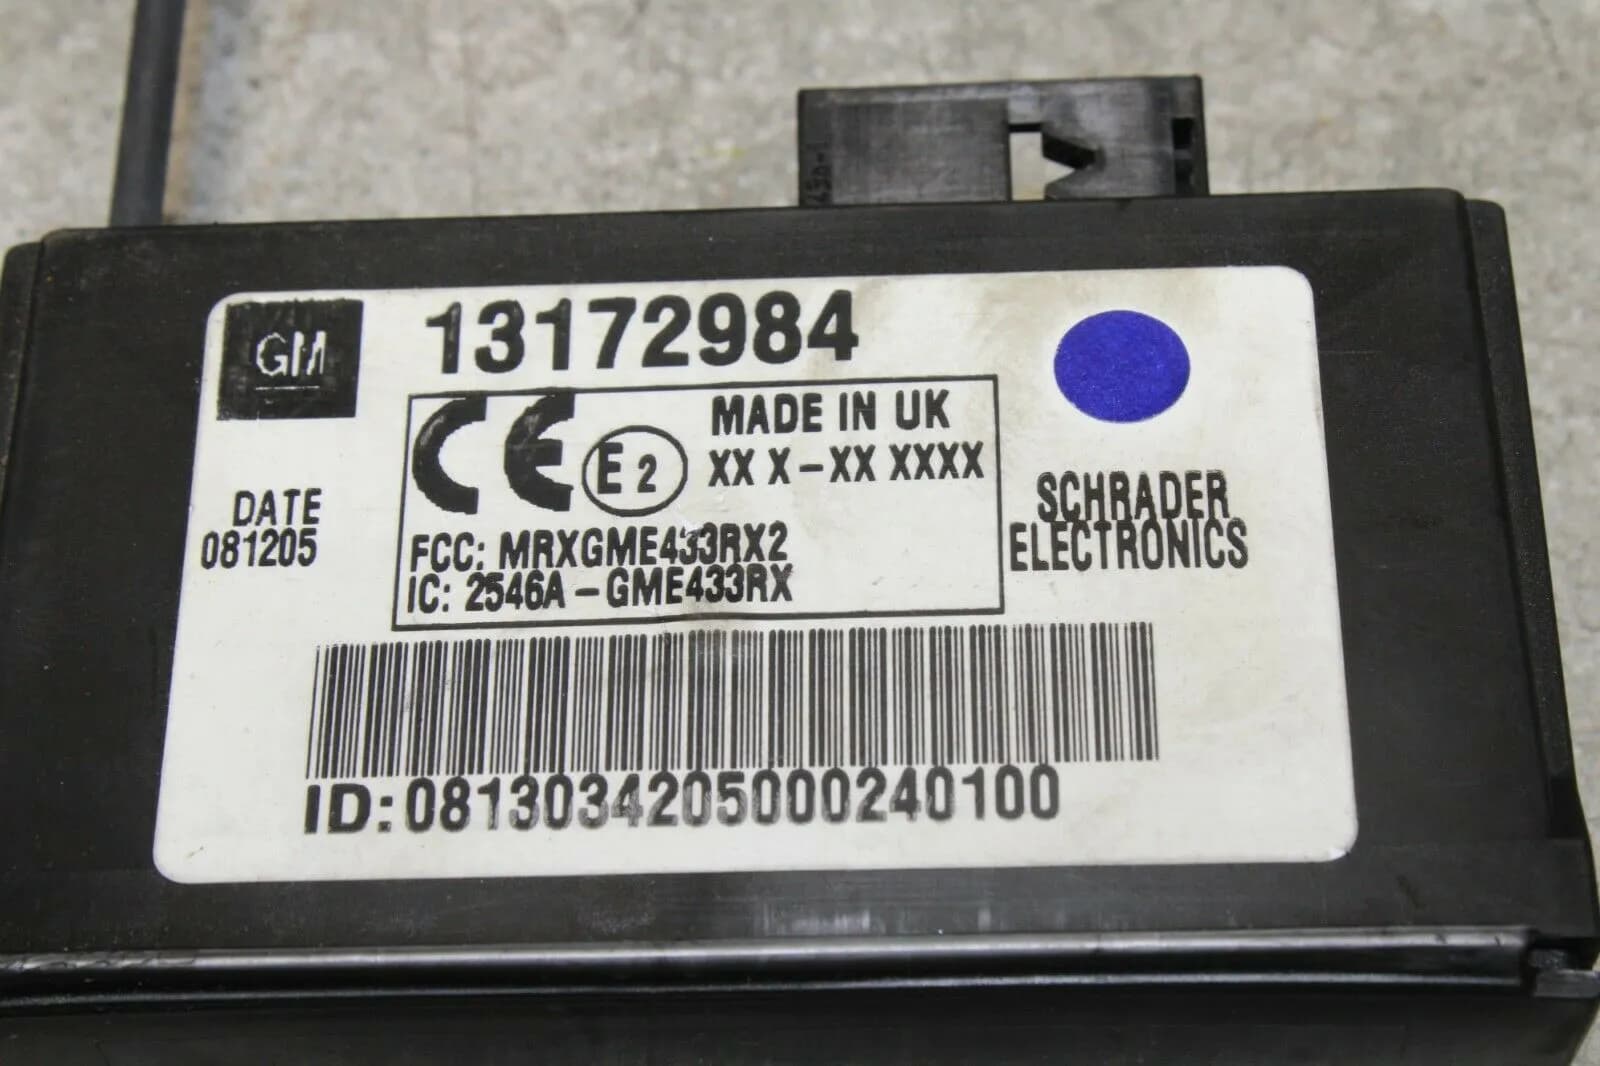 GM
13172984
CE
E2
MADE IN UK
XX X-XX XXXX
DATE
081205
FCC: MRXGME433RX2
IC: 2546A-GME433RX
SCHRADER
ELECTRONICS
ID:0813034205000240100